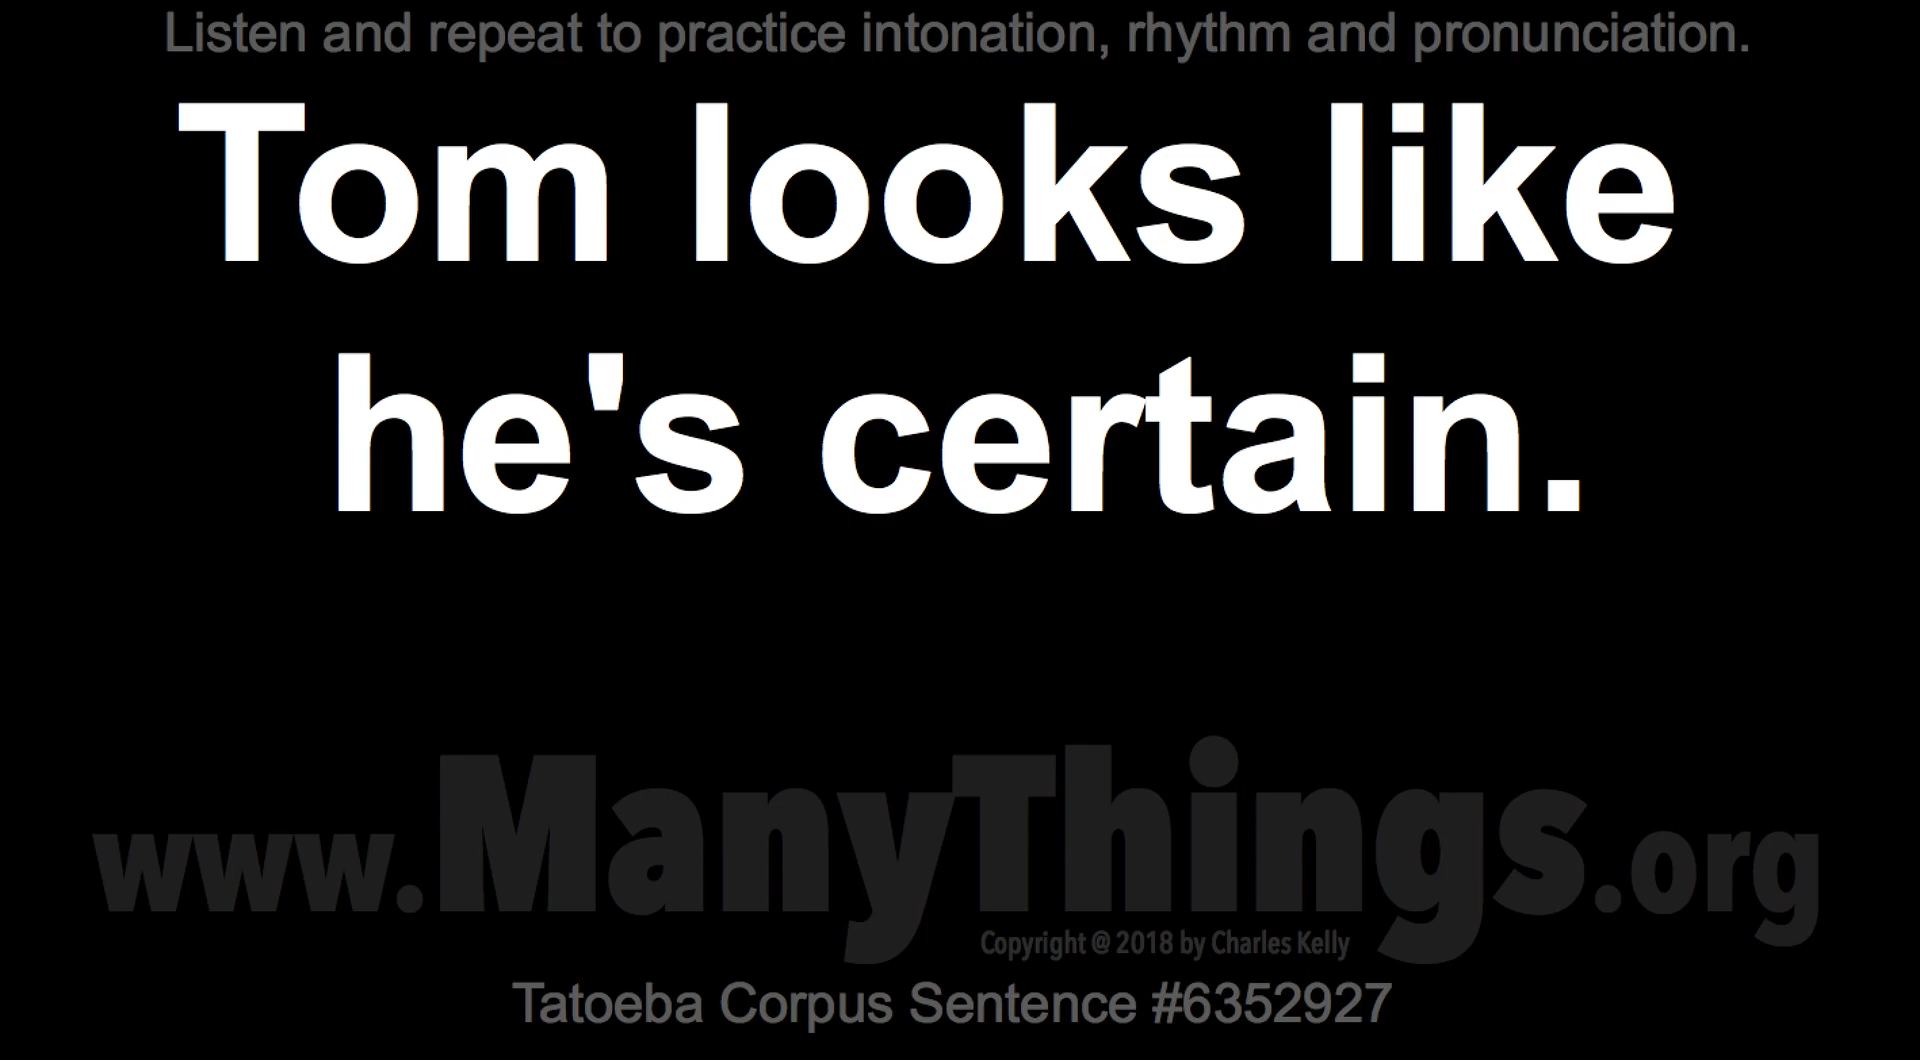 Listen and repeat to practice intonation, rhythm and pronunciation.
Tom looks like
he's certain.
www.ManyThings.org
Copyright @ 2018 by Charles Kelly
Tatoeba Corpus Sentence #6352927